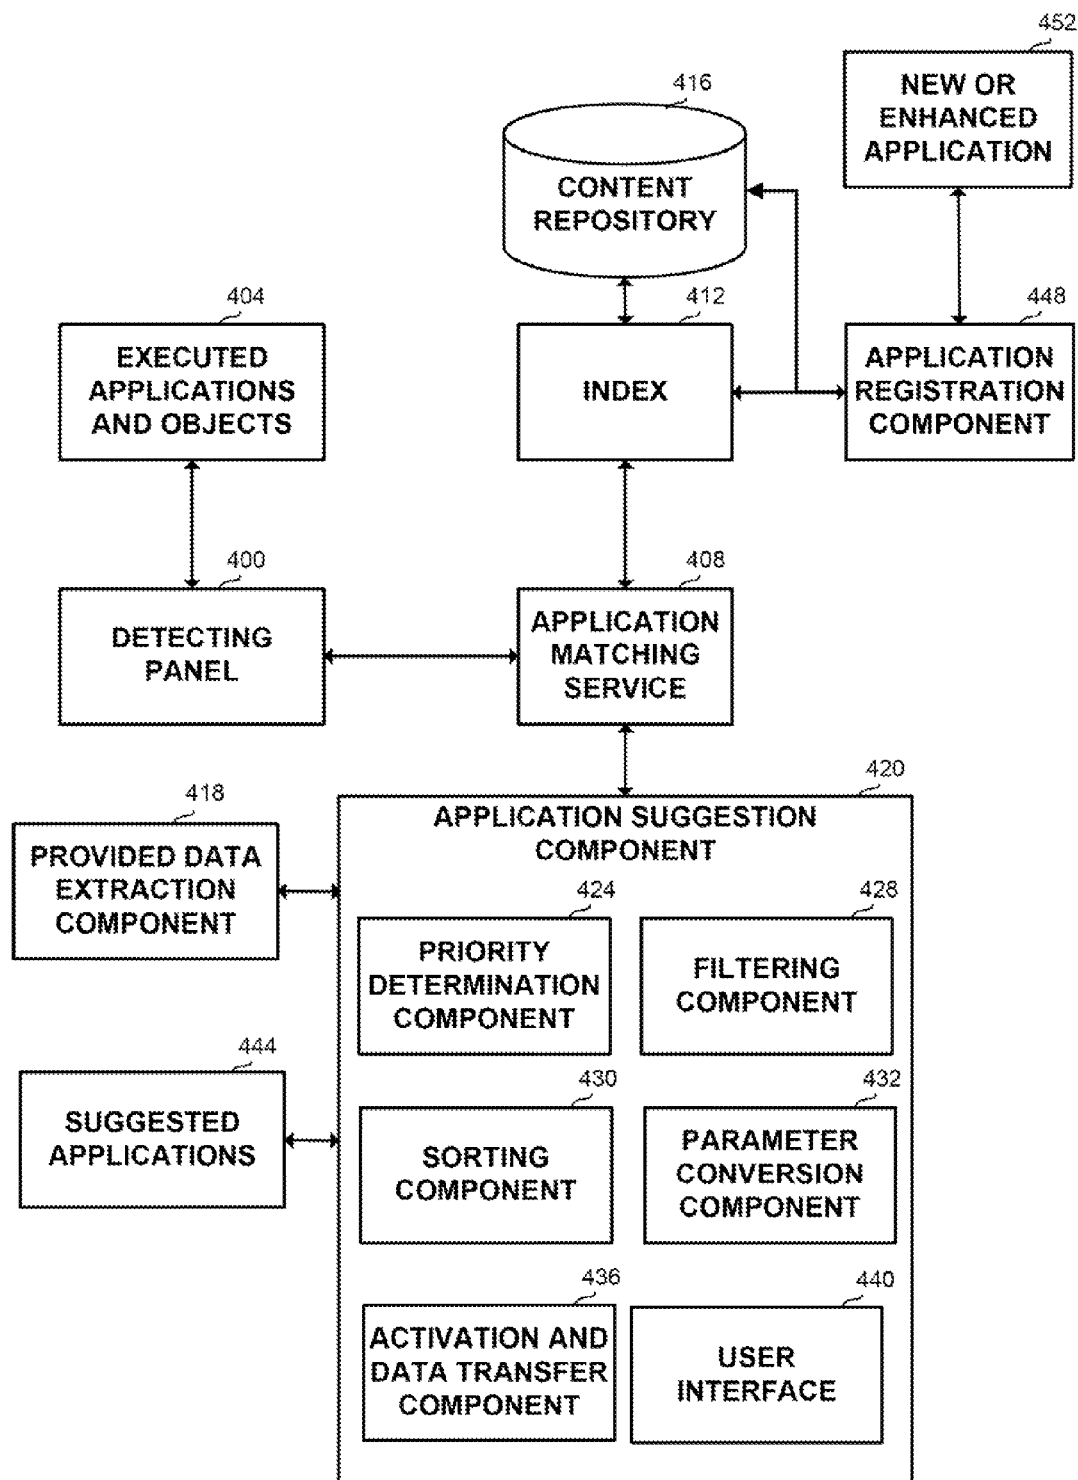 452
NEW OR
ENHANCED
APPLICATION
416
CONTENT
REPOSITORY
404
EXECUTED
APPLICATIONS
AND OBJECTS
412
INDEX
448
APPLICATION
REGISTRATION
COMPONENT
400
DETECTING
PANEL
408
APPLICATION
MATCHING
SERVICE
418
PROVIDED DATA
EXTRACTION
COMPONENT
420
APPLICATION SUGGESTION
COMPONENT
424
PRIORITY
DETERMINATION
COMPONENT
428
FILTERING
COMPONENT
444
SUGGESTED
APPLICATIONS
430
SORTING
COMPONENT
432
PARAMETER
CONVERSION
COMPONENT
436
ACTIVATION AND
DATA TRANSFER
COMPONENT
440
USER
INTERFACE